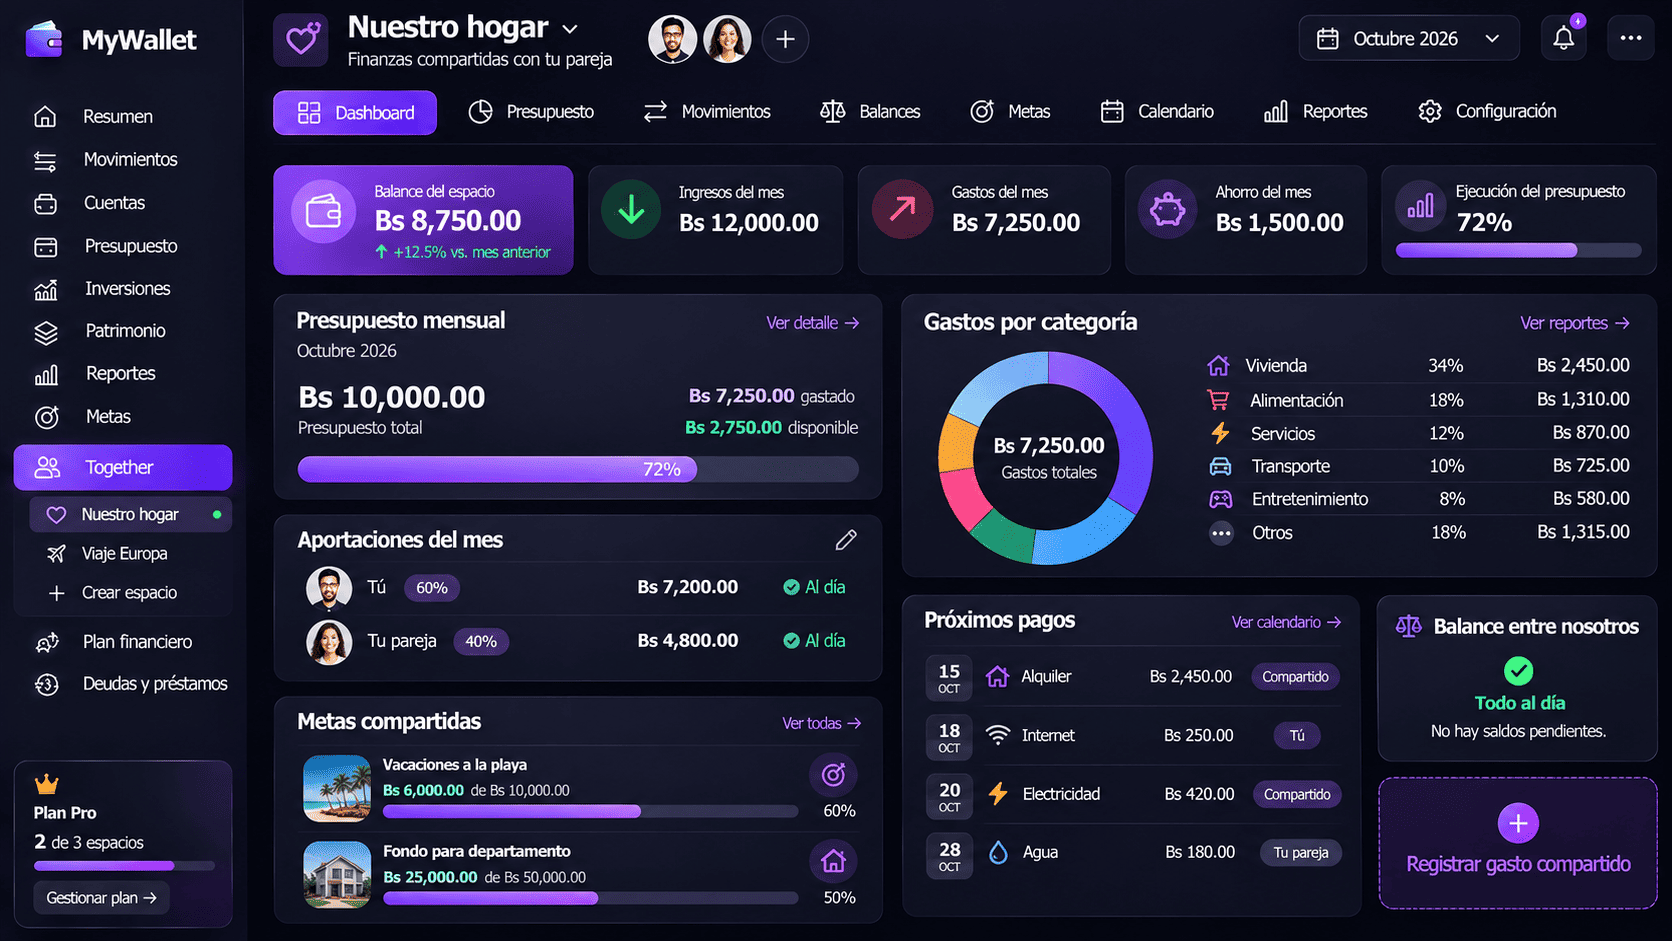 MyWallet
Resumen
Movimientos
Cuentas
Presupuesto
Inversiones
Patrimonio
Reportes
Metas
Together
Nuestro hogar
Viaje Europa
Crear espacio
Plan financiero
Deudas y préstamos
Plan Pro
2 de 3 espacios
Gestionar plan →
Nuestro hogar
Finanzas compartidas con tu pareja
Octubre 2026
Dashboard
Presupuesto
Movimientos
Balances
Metas
Calendario
Reportes
Configuración
Balance del espacio
Bs 8,750.00
+12.5% vs. mes anterior
Ingresos del mes
Bs 12,000.00
Gastos del mes
Bs 7,250.00
Ahorro del mes
Bs 1,500.00
Ejecución del presupuesto
72%
Presupuesto mensual
Ver detalle →
Octubre 2026
Bs 10,000.00
Presupuesto total
Bs 7,250.00 gastado
Bs 2,750.00 disponible
72%
Aportaciones del mes
Tú 60% Bs 7,200.00 Al día
Tu pareja 40% Bs 4,800.00 Al día
Metas compartidas
Ver todas →
Vacaciones a la playa
Bs 6,000.00 de Bs 10,000.00
60%
Fondo para departamento
Bs 25,000.00 de Bs 50,000.00
50%
Gastos por categoría
Ver reportes →
Bs 7,250.00
Gastos totales
Vivienda 34% Bs 2,450.00
Alimentación 18% Bs 1,310.00
Servicios 12% Bs 870.00
Transporte 10% Bs 725.00
Entretenimiento 8% Bs 580.00
Otros 18% Bs 1,315.00
Próximos pagos
Ver calendario →
15 OCT Alquiler Bs 2,450.00 Compartido
18 OCT Internet Bs 250.00 Tú
20 OCT Electricidad Bs 420.00 Compartido
28 OCT Agua Bs 180.00 Tu pareja
Balance entre nosotros
Todo al día
No hay saldos pendientes.
Registrar gasto compartido